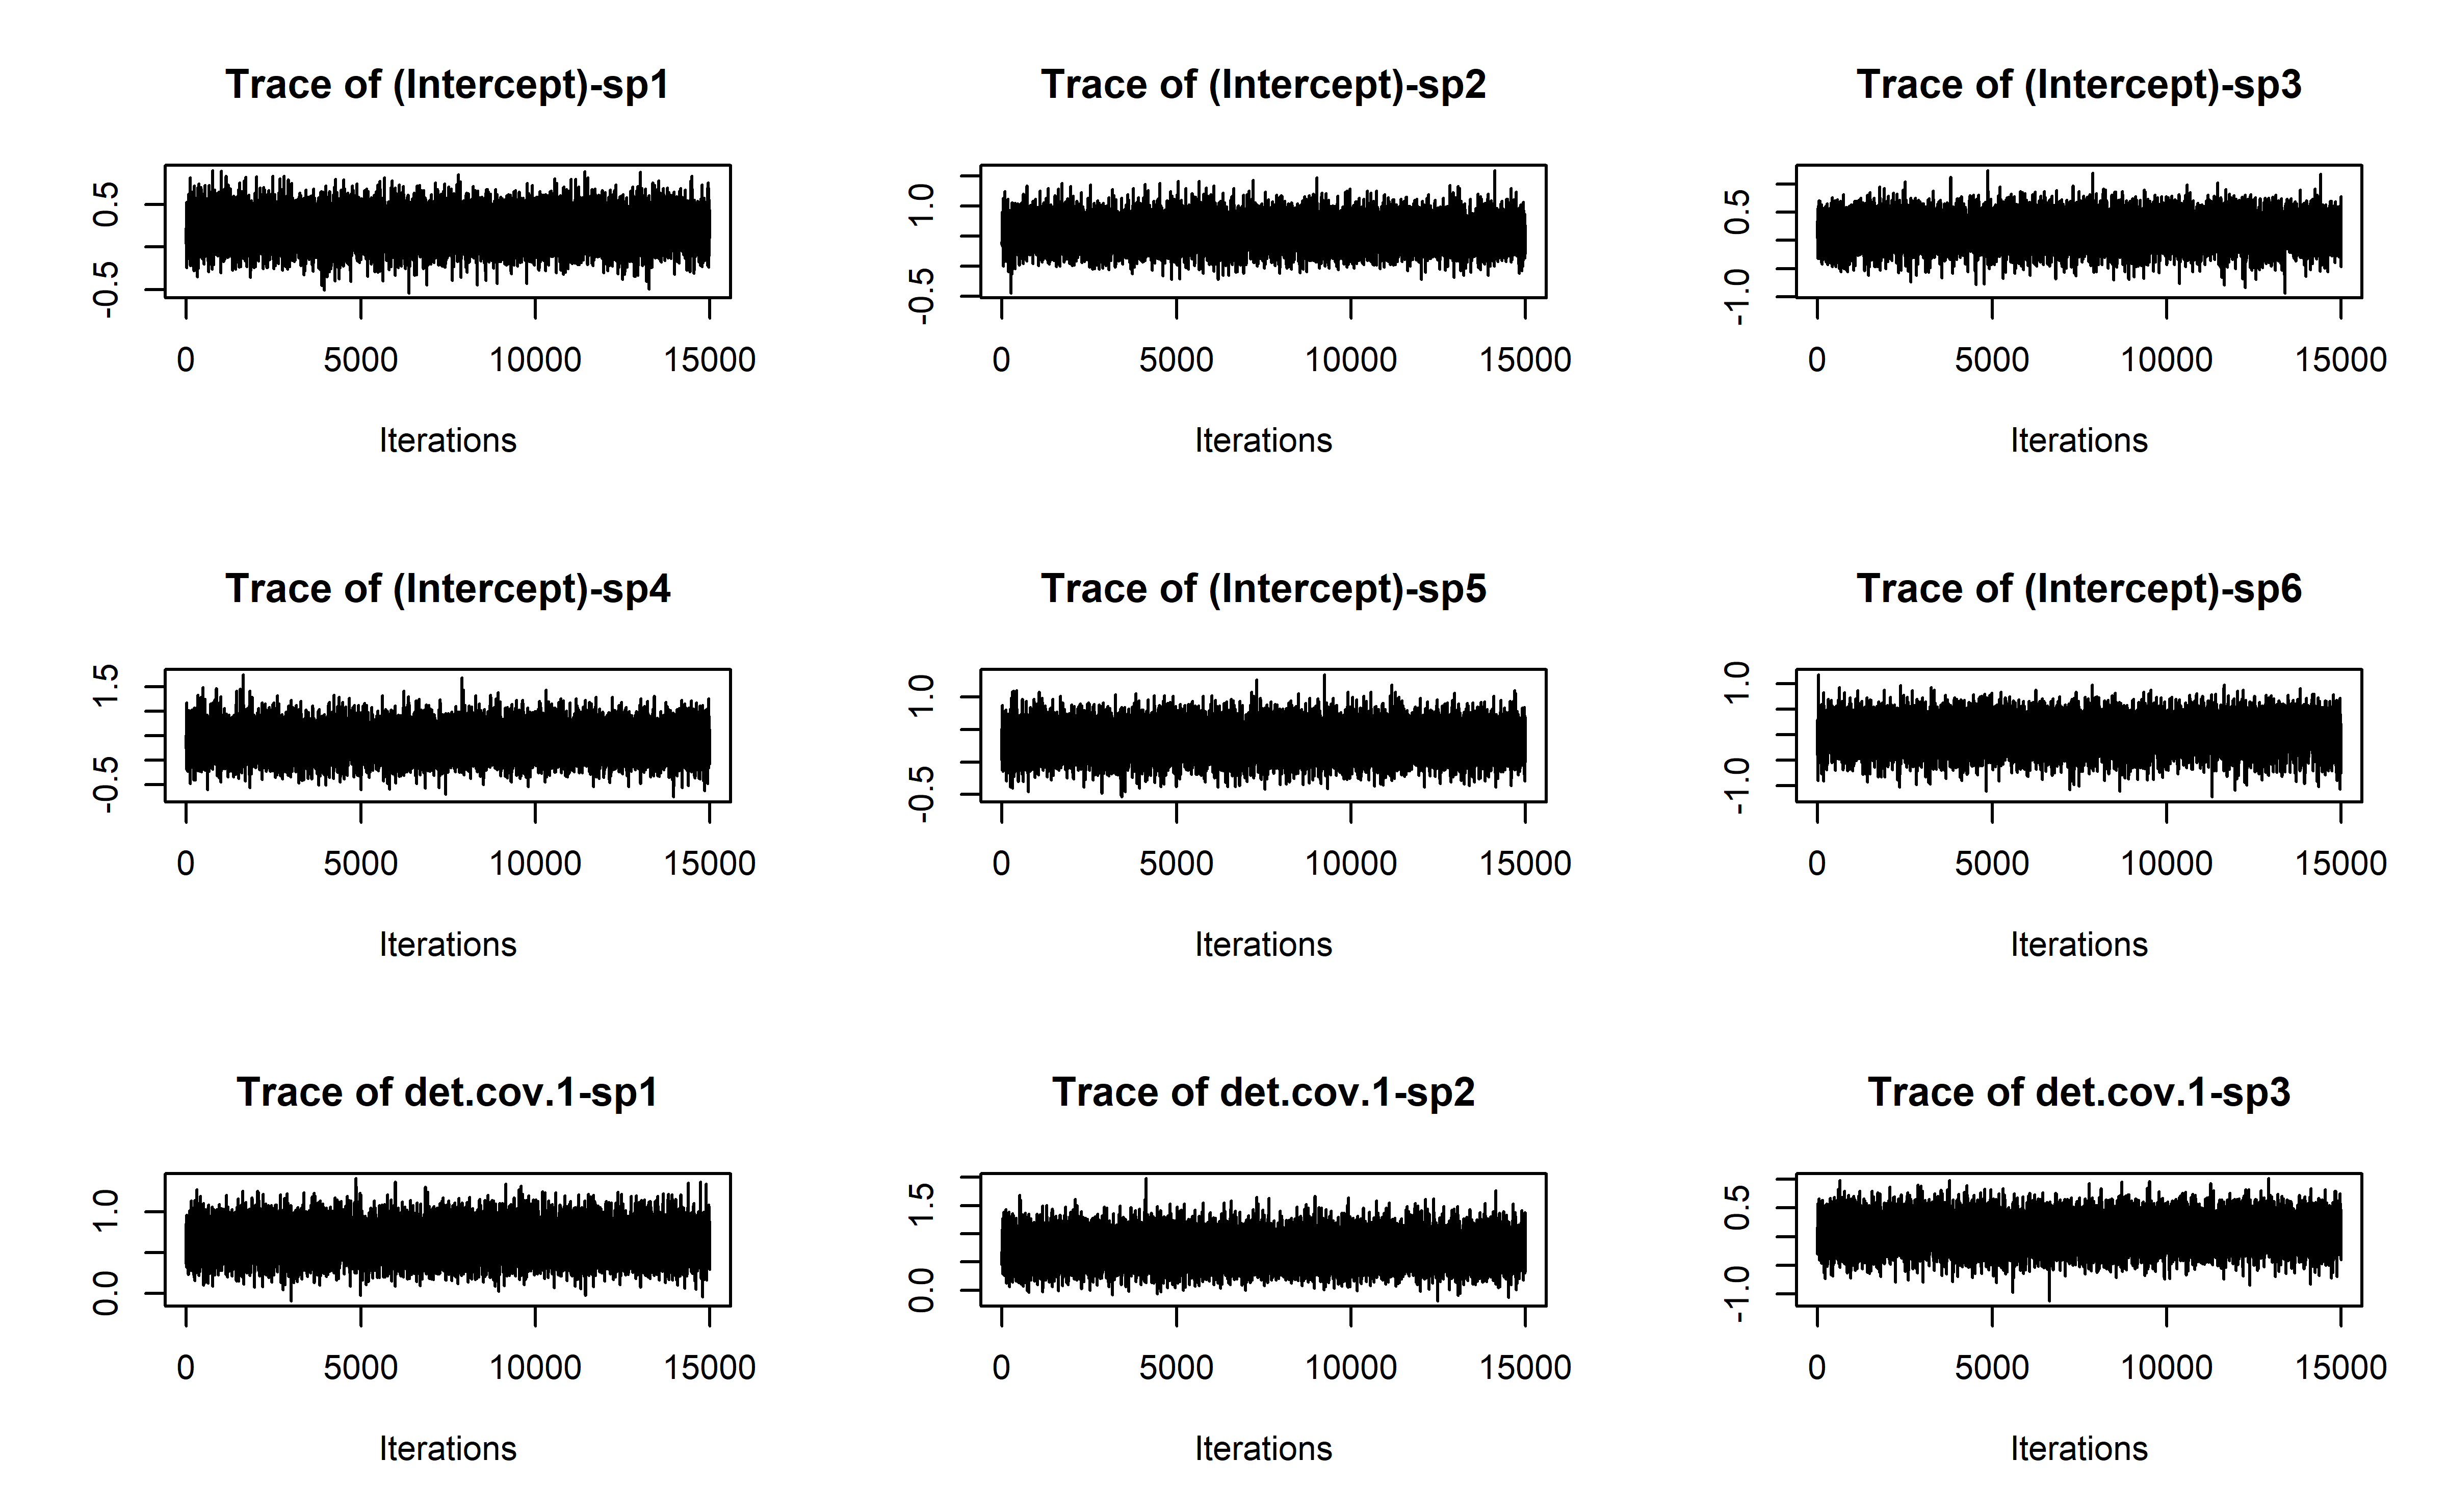 Trace of (Intercept)-sp1
0.5
-0.5
0 5000 10000 15000
Iterations
Trace of (Intercept)-sp2
1.0
-0.5
0 5000 10000 15000
Iterations
Trace of (Intercept)-sp3
0.5
-1.0
0 5000 10000 15000
Iterations
Trace of (Intercept)-sp4
1.5
-0.5
0 5000 10000 15000
Iterations
Trace of (Intercept)-sp5
1.0
-0.5
0 5000 10000 15000
Iterations
Trace of (Intercept)-sp6
1.0
-1.0
0 5000 10000 15000
Iterations
Trace of det.cov.1-sp1
1.0
0.0
0 5000 10000 15000
Iterations
Trace of det.cov.1-sp2
1.5
0.0
0 5000 10000 15000
Iterations
Trace of det.cov.1-sp3
0.5
-1.0
0 5000 10000 15000
Iterations